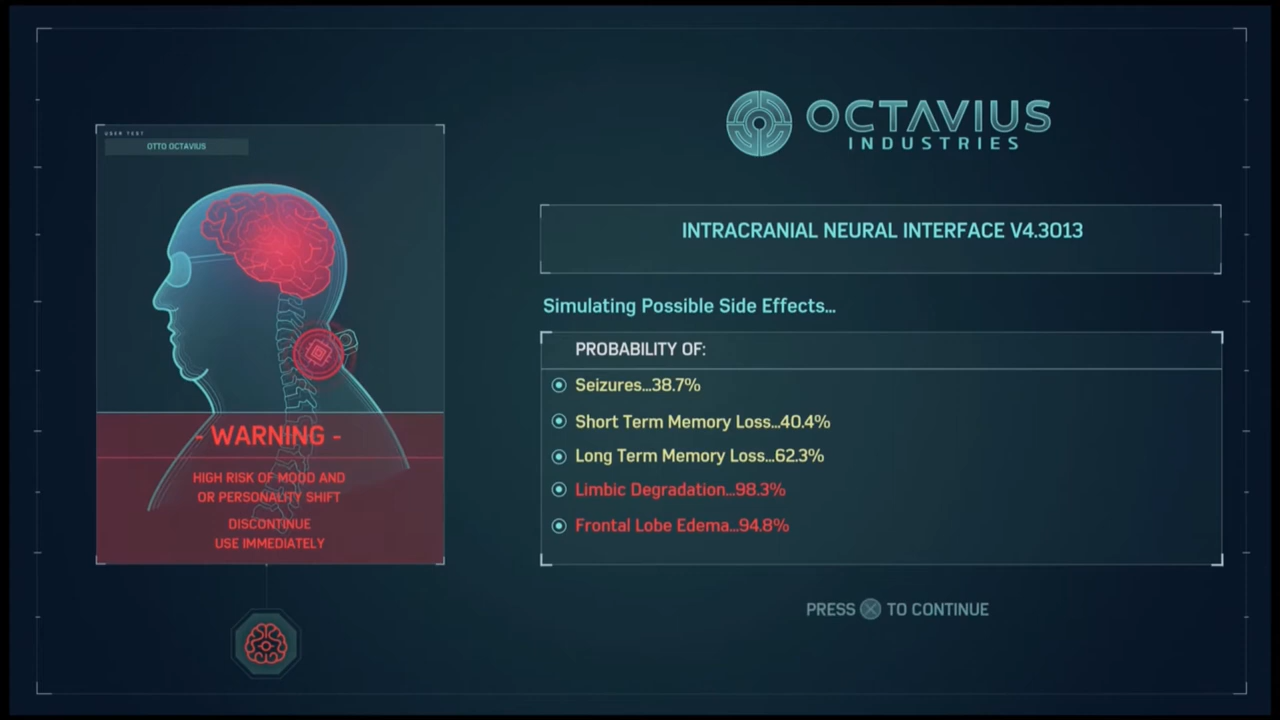 USER TEST
OTTO OCTAVIUS
- WARNING -
HIGH RISK OF MOOD AND
OR PERSONALITY SHIFT
DISCONTINUE
USE IMMEDIATELY
OCTAVIUS
INDUSTRIES
INTRACRANIAL NEURAL INTERFACE V4.3013
Simulating Possible Side Effects...
PROBABILITY OF:
Seizures...38.7%
Short Term Memory Loss...40.4%
Long Term Memory Loss...62.3%
Limbic Degradation...98.3%
Frontal Lobe Edema...94.8%
PRESS X TO CONTINUE